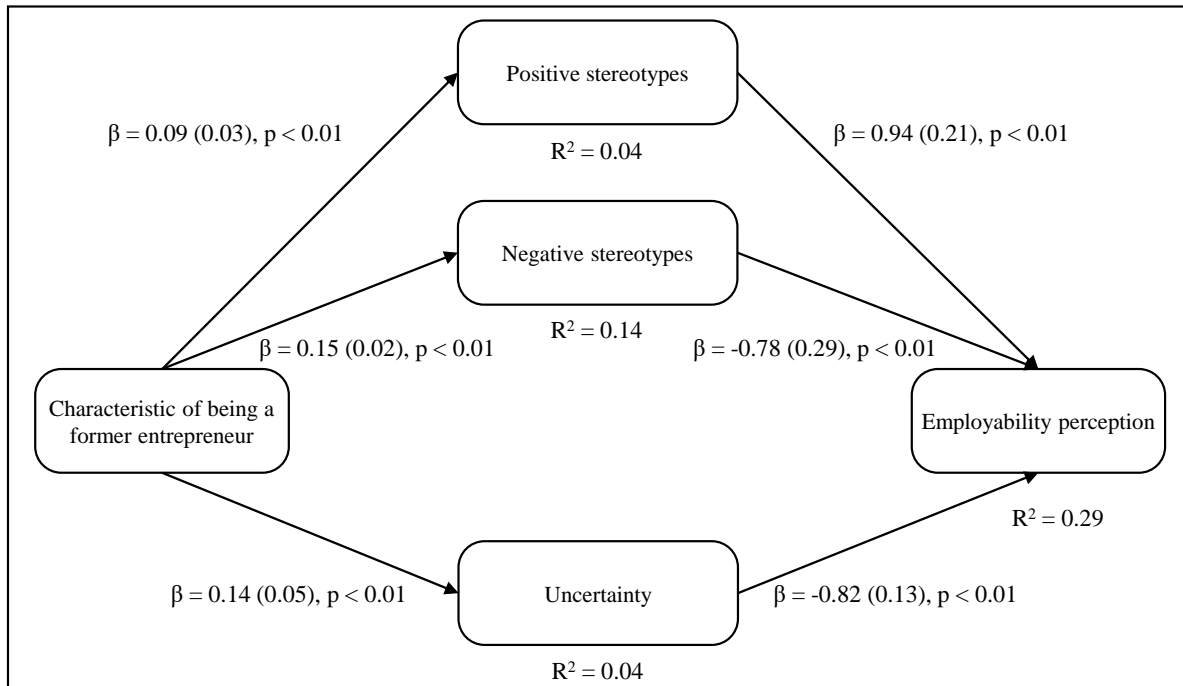 Positive stereotypes
β = 0.09 (0.03), p < 0.01
β = 0.94 (0.21), p < 0.01
R² = 0.04
Negative stereotypes
R² = 0.14
β = 0.15 (0.02), p < 0.01
β = -0.78 (0.29), p < 0.01
Characteristic of being a
former entrepreneur
Employability perception
R² = 0.29
Uncertainty
β = 0.14 (0.05), p < 0.01
β = -0.82 (0.13), p < 0.01
R² = 0.04